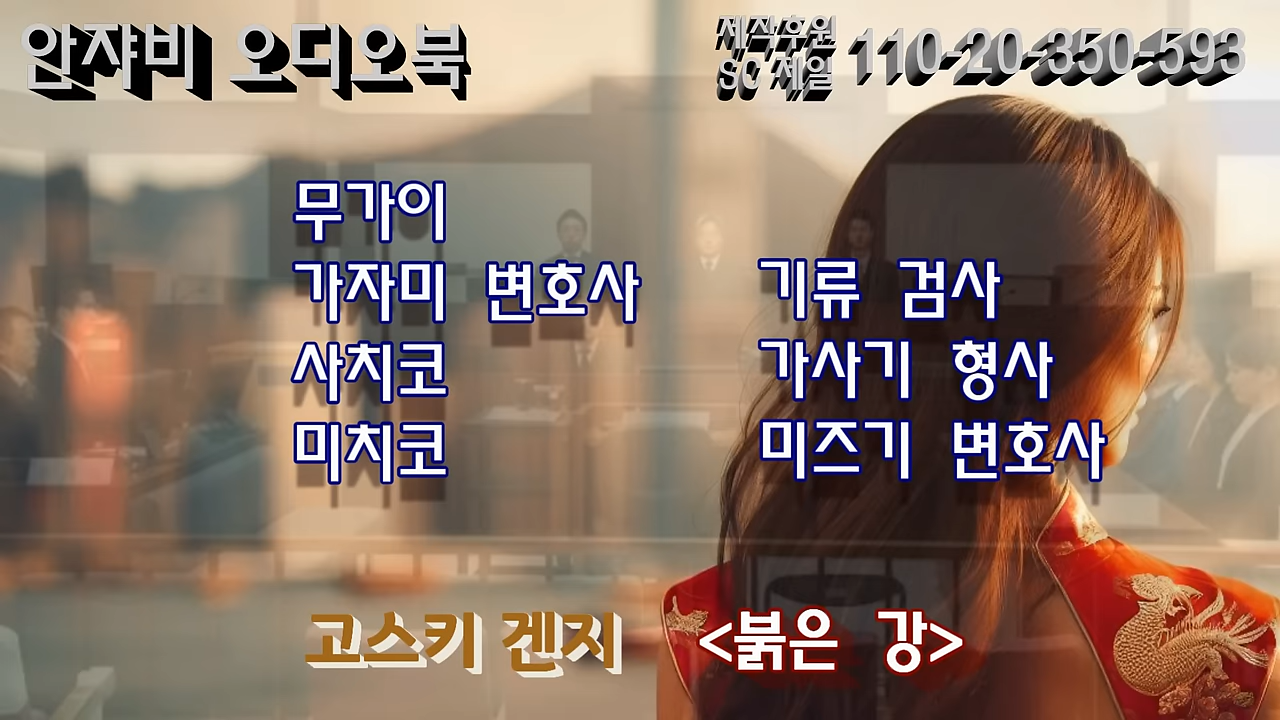 안쟈비 오디오북
제작후원
SC 제일
110-20-350-593
무가이
가자미 변호사
사치코
미치코
기류 검사
가사기 형사
미즈기 변호사
고스키 겐지
<붉은 강>